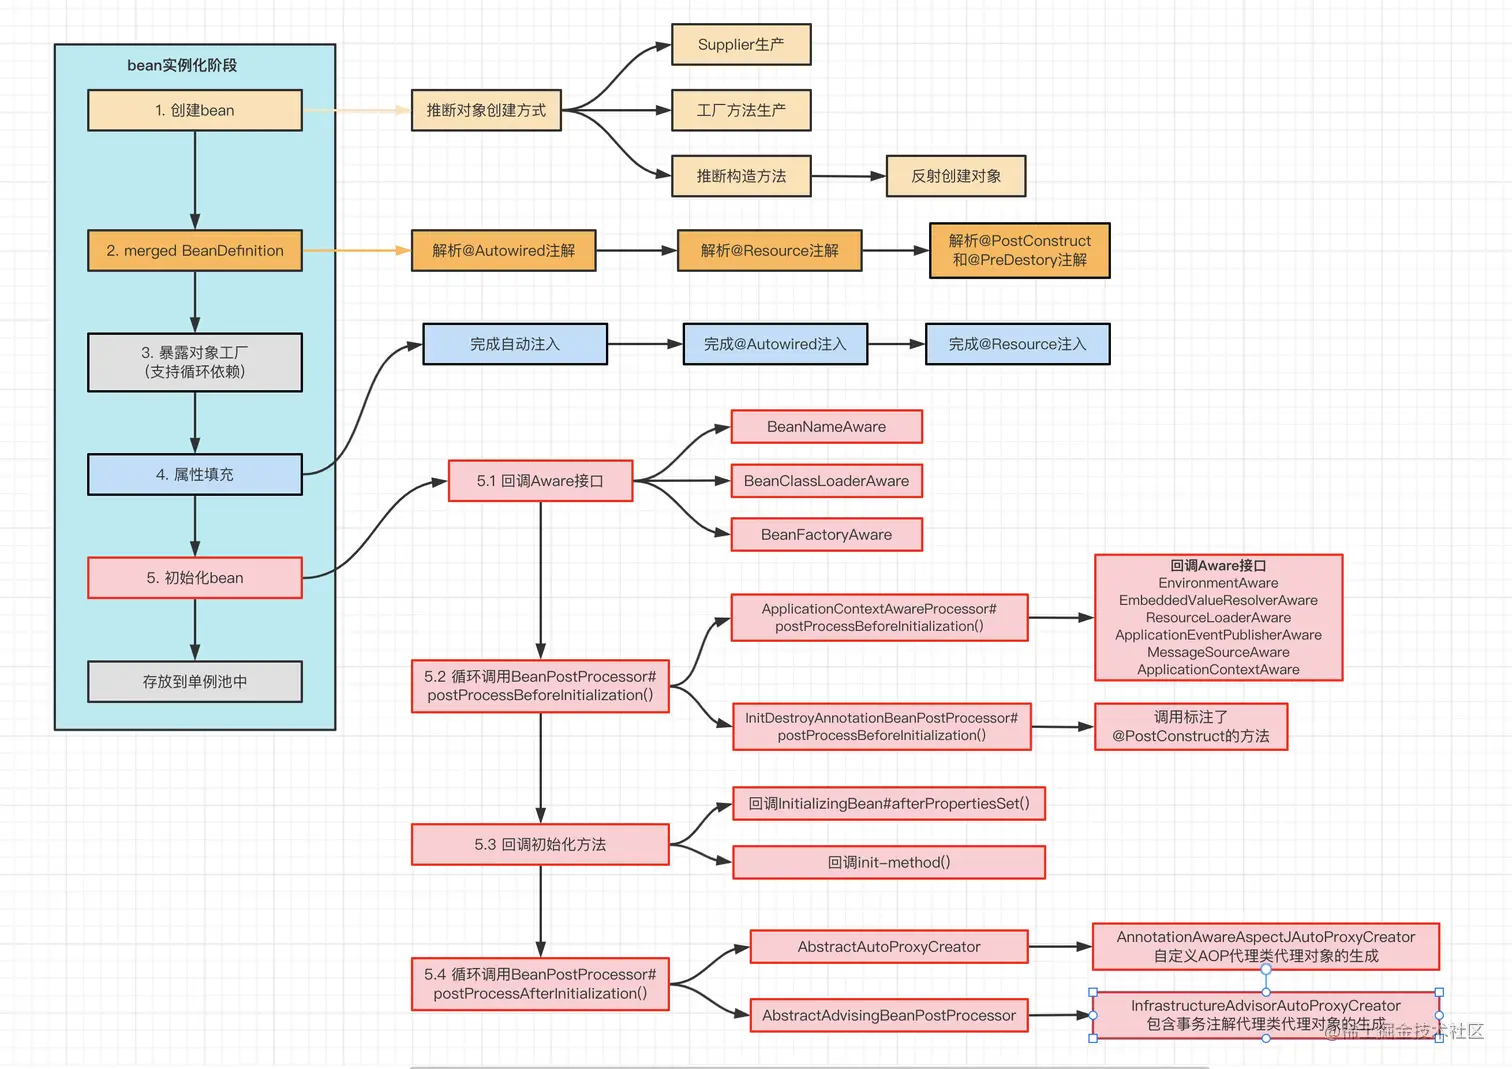 bean实例化阶段
1. 创建bean
推断对象创建方式
Supplier生产
工厂方法生产
推断构造方法
反射创建对象
2. merged BeanDefinition
解析@Autowired注解
解析@Resource注解
解析@PostConstruct
和@PreDestory注解
3. 暴露对象工厂
（支持循环依赖）
4. 属性填充
完成自动注入
完成@Autowired注入
完成@Resource注入
5. 初始化bean
存放到单例池中
5.1 回调Aware接口
BeanNameAware
BeanClassLoaderAware
BeanFactoryAware
5.2 循环调用BeanPostProcessor#
postProcessBeforeInitialization()
ApplicationContextAwareProcessor#
postProcessBeforeInitialization()
回调Aware接口
EnvironmentAware
EmbeddedValueResolverAware
ResourceLoaderAware
ApplicationEventPublisherAware
MessageSourceAware
ApplicationContextAware
InitDestroyAnnotationBeanPostProcessor#
postProcessBeforeInitialization()
调用标注了
@PostConstruct的方法
5.3 回调初始化方法
回调InitializingBean#afterPropertiesSet()
回调init-method()
5.4 循环调用BeanPostProcessor#
postProcessAfterInitialization()
AbstractAutoProxyCreator
AnnotationAwareAspectJAutoProxyCreator
自定义AOP代理类代理对象的生成
AbstractAdvisingBeanPostProcessor
InfrastructureAdvisorAutoProxyCreator
包含事务注解代理类代理对象的生成
@稀土掘金技术社区